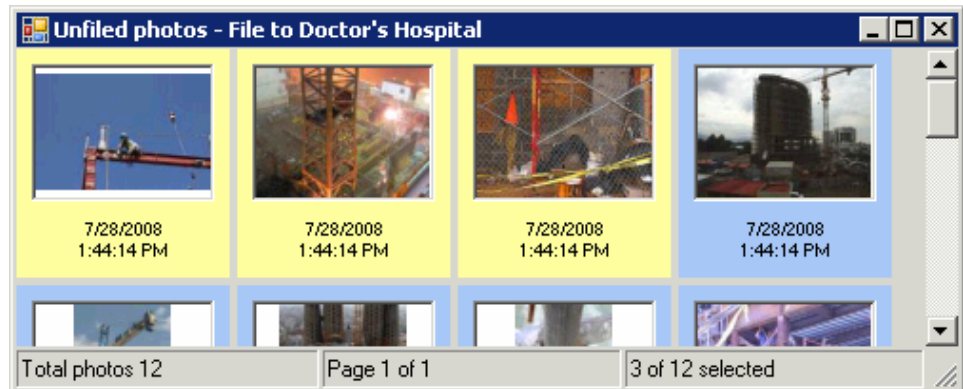 Unfiled photos - File to Doctor's Hospital
7/28/2008
1:44:14 PM
7/28/2008
1:44:14 PM
7/28/2008
1:44:14 PM
7/28/2008
1:44:14 PM
Total photos 12
Page 1 of 1
3 of 12 selected